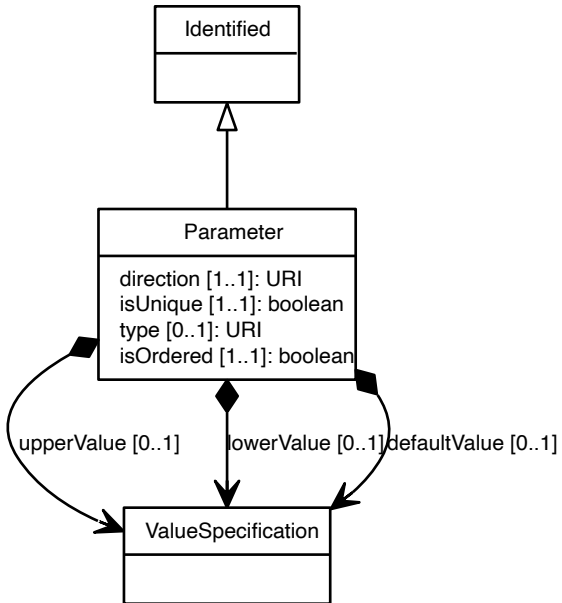 Identified
Parameter
direction [1..1]: URI
isUnique [1..1]: boolean
type [0..1]: URI
isOrdered [1..1]: boolean
upperValue [0..1]
lowerValue [0..1]
defaultValue [0..1]
ValueSpecification